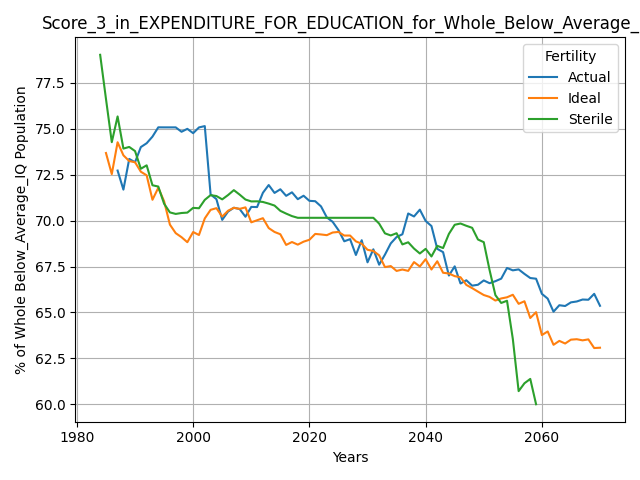 Score_3_in_EXPENDITURE_FOR_EDUCATION_for_Whole_Below_Average_
Fertility
Actual
Ideal
Sterile
% of Whole Below_Average_IQ Population
77.5
75.0
72.5
70.0
67.5
65.0
62.5
60.0
1980
2000
2020
2040
2060
Years